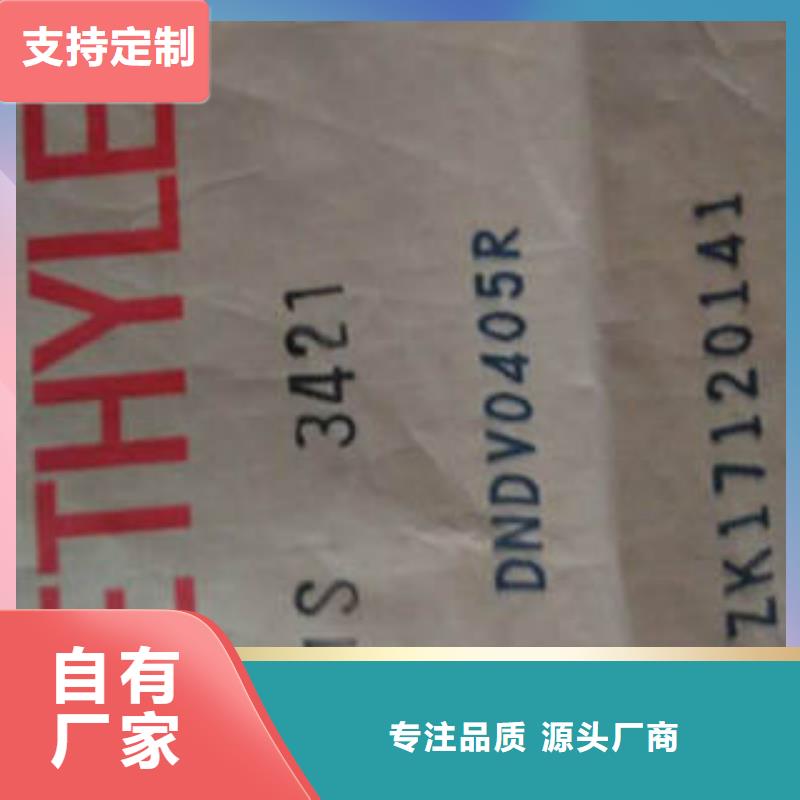 支持定制
ETHYLE
S 3421
DNDV0405R
ZK17120141
自有
厂家
专注品质 源头厂商